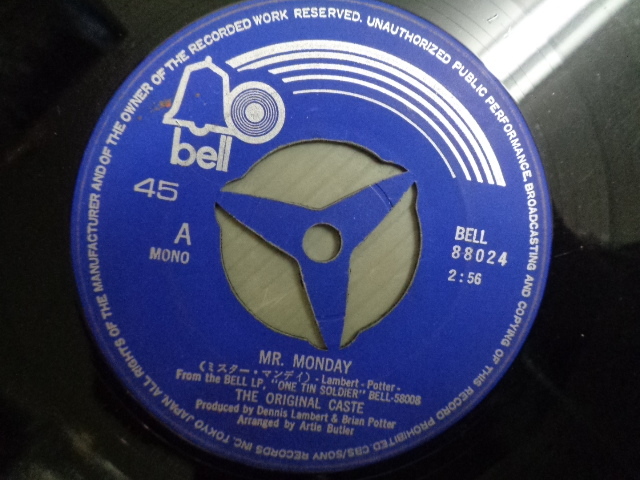 ALL RIGHTS OF THE MANUFACTURER AND OF THE OWNER OF THE RECORDED WORK RESERVED. UNAUTHORIZED PUBLIC PERFORMANCE, BROADCASTING AND COPYING OF THIS RECORD PROHIBITED. CBS/SONY RECORDS INC. TOKYO JAPAN.
bell
45
A
MONO
BELL
88024
2:56
MR. MONDAY
(ミスター・マンデイ) - Lambert - Potter -
From the BELL LP, "ONE TIN SOLDIER" BELL-58008
THE ORIGINAL CASTE
Produced by Dennis Lambert & Brian Potter
Arranged by Artie Butler